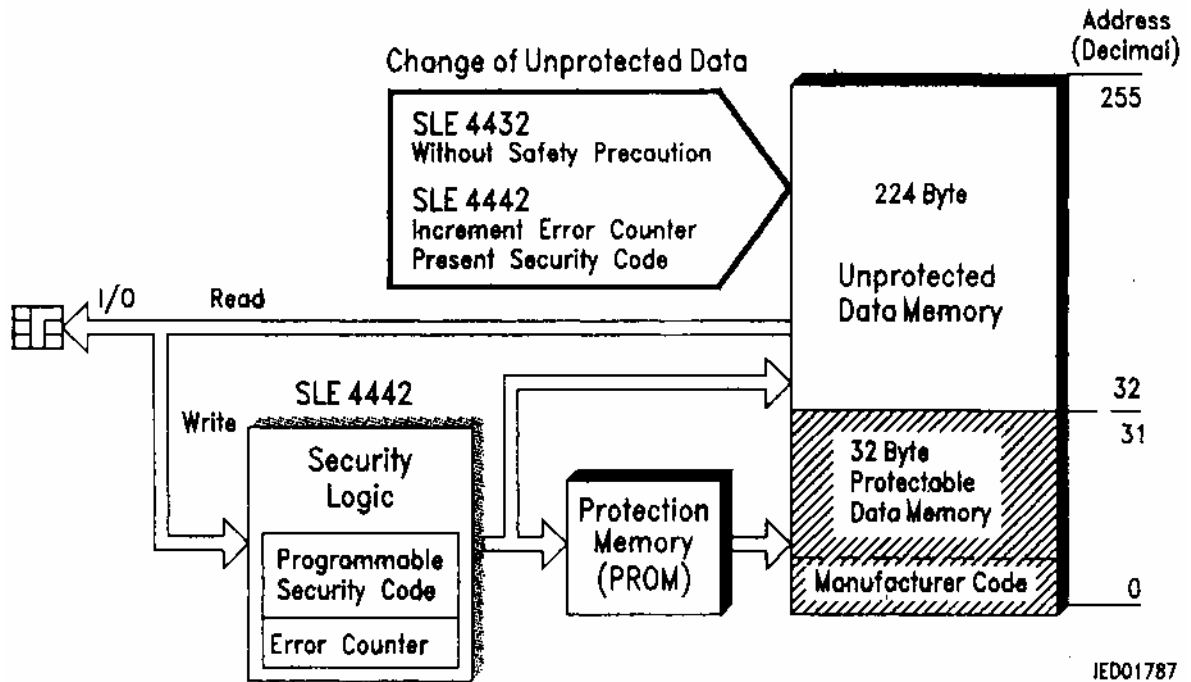 Address
(Decimal)
Change of Unprotected Data
255
SLE 4432
Without Safety Precaution
SLE 4442
Increment Error Counter
Present Security Code
224 Byte
Unprotected
Data Memory
I/O
Read
SLE 4442
32
31
Write
Security
Logic
32 Byte
Protectable
Data Memory
Protection
Memory
(PROM)
Programmable
Security Code
Manufacturer Code
0
Error Counter
JED01787